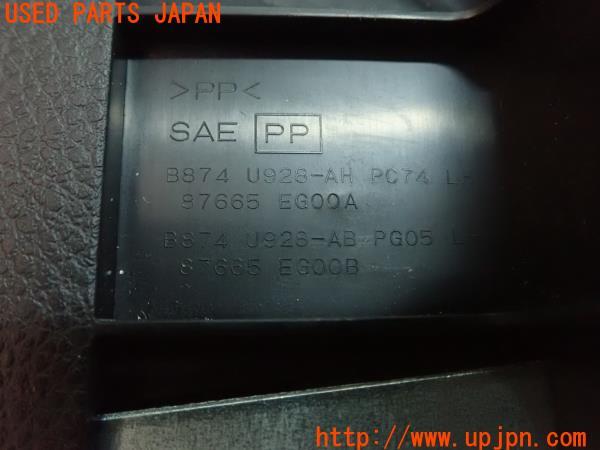 USED PARTS JAPAN
>PP<
SAE PP
B874 U928-AH PC74 L-
87665 EG00A
B874 U928-AB PG05 L-
87665 EG00B
http://www.upjpn.com